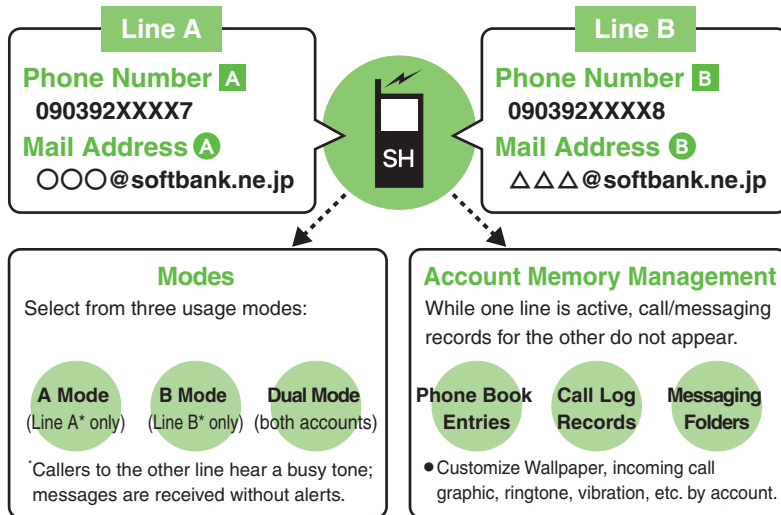 Line A
Phone Number A
090392XXXX7
Mail Address A
○○○@softbank.ne.jp
SH
Line B
Phone Number B
090392XXXX8
Mail Address B
△△△@softbank.ne.jp
Modes
Select from three usage modes:
A Mode
(Line A* only)
B Mode
(Line B* only)
Dual Mode
(both accounts)
*Callers to the other line hear a busy tone;
messages are received without alerts.
Account Memory Management
While one line is active, call/messaging
records for the other do not appear.
Phone Book
Entries
Call Log
Records
Messaging
Folders
●Customize Wallpaper, incoming call
graphic, ringtone, vibration, etc. by account.